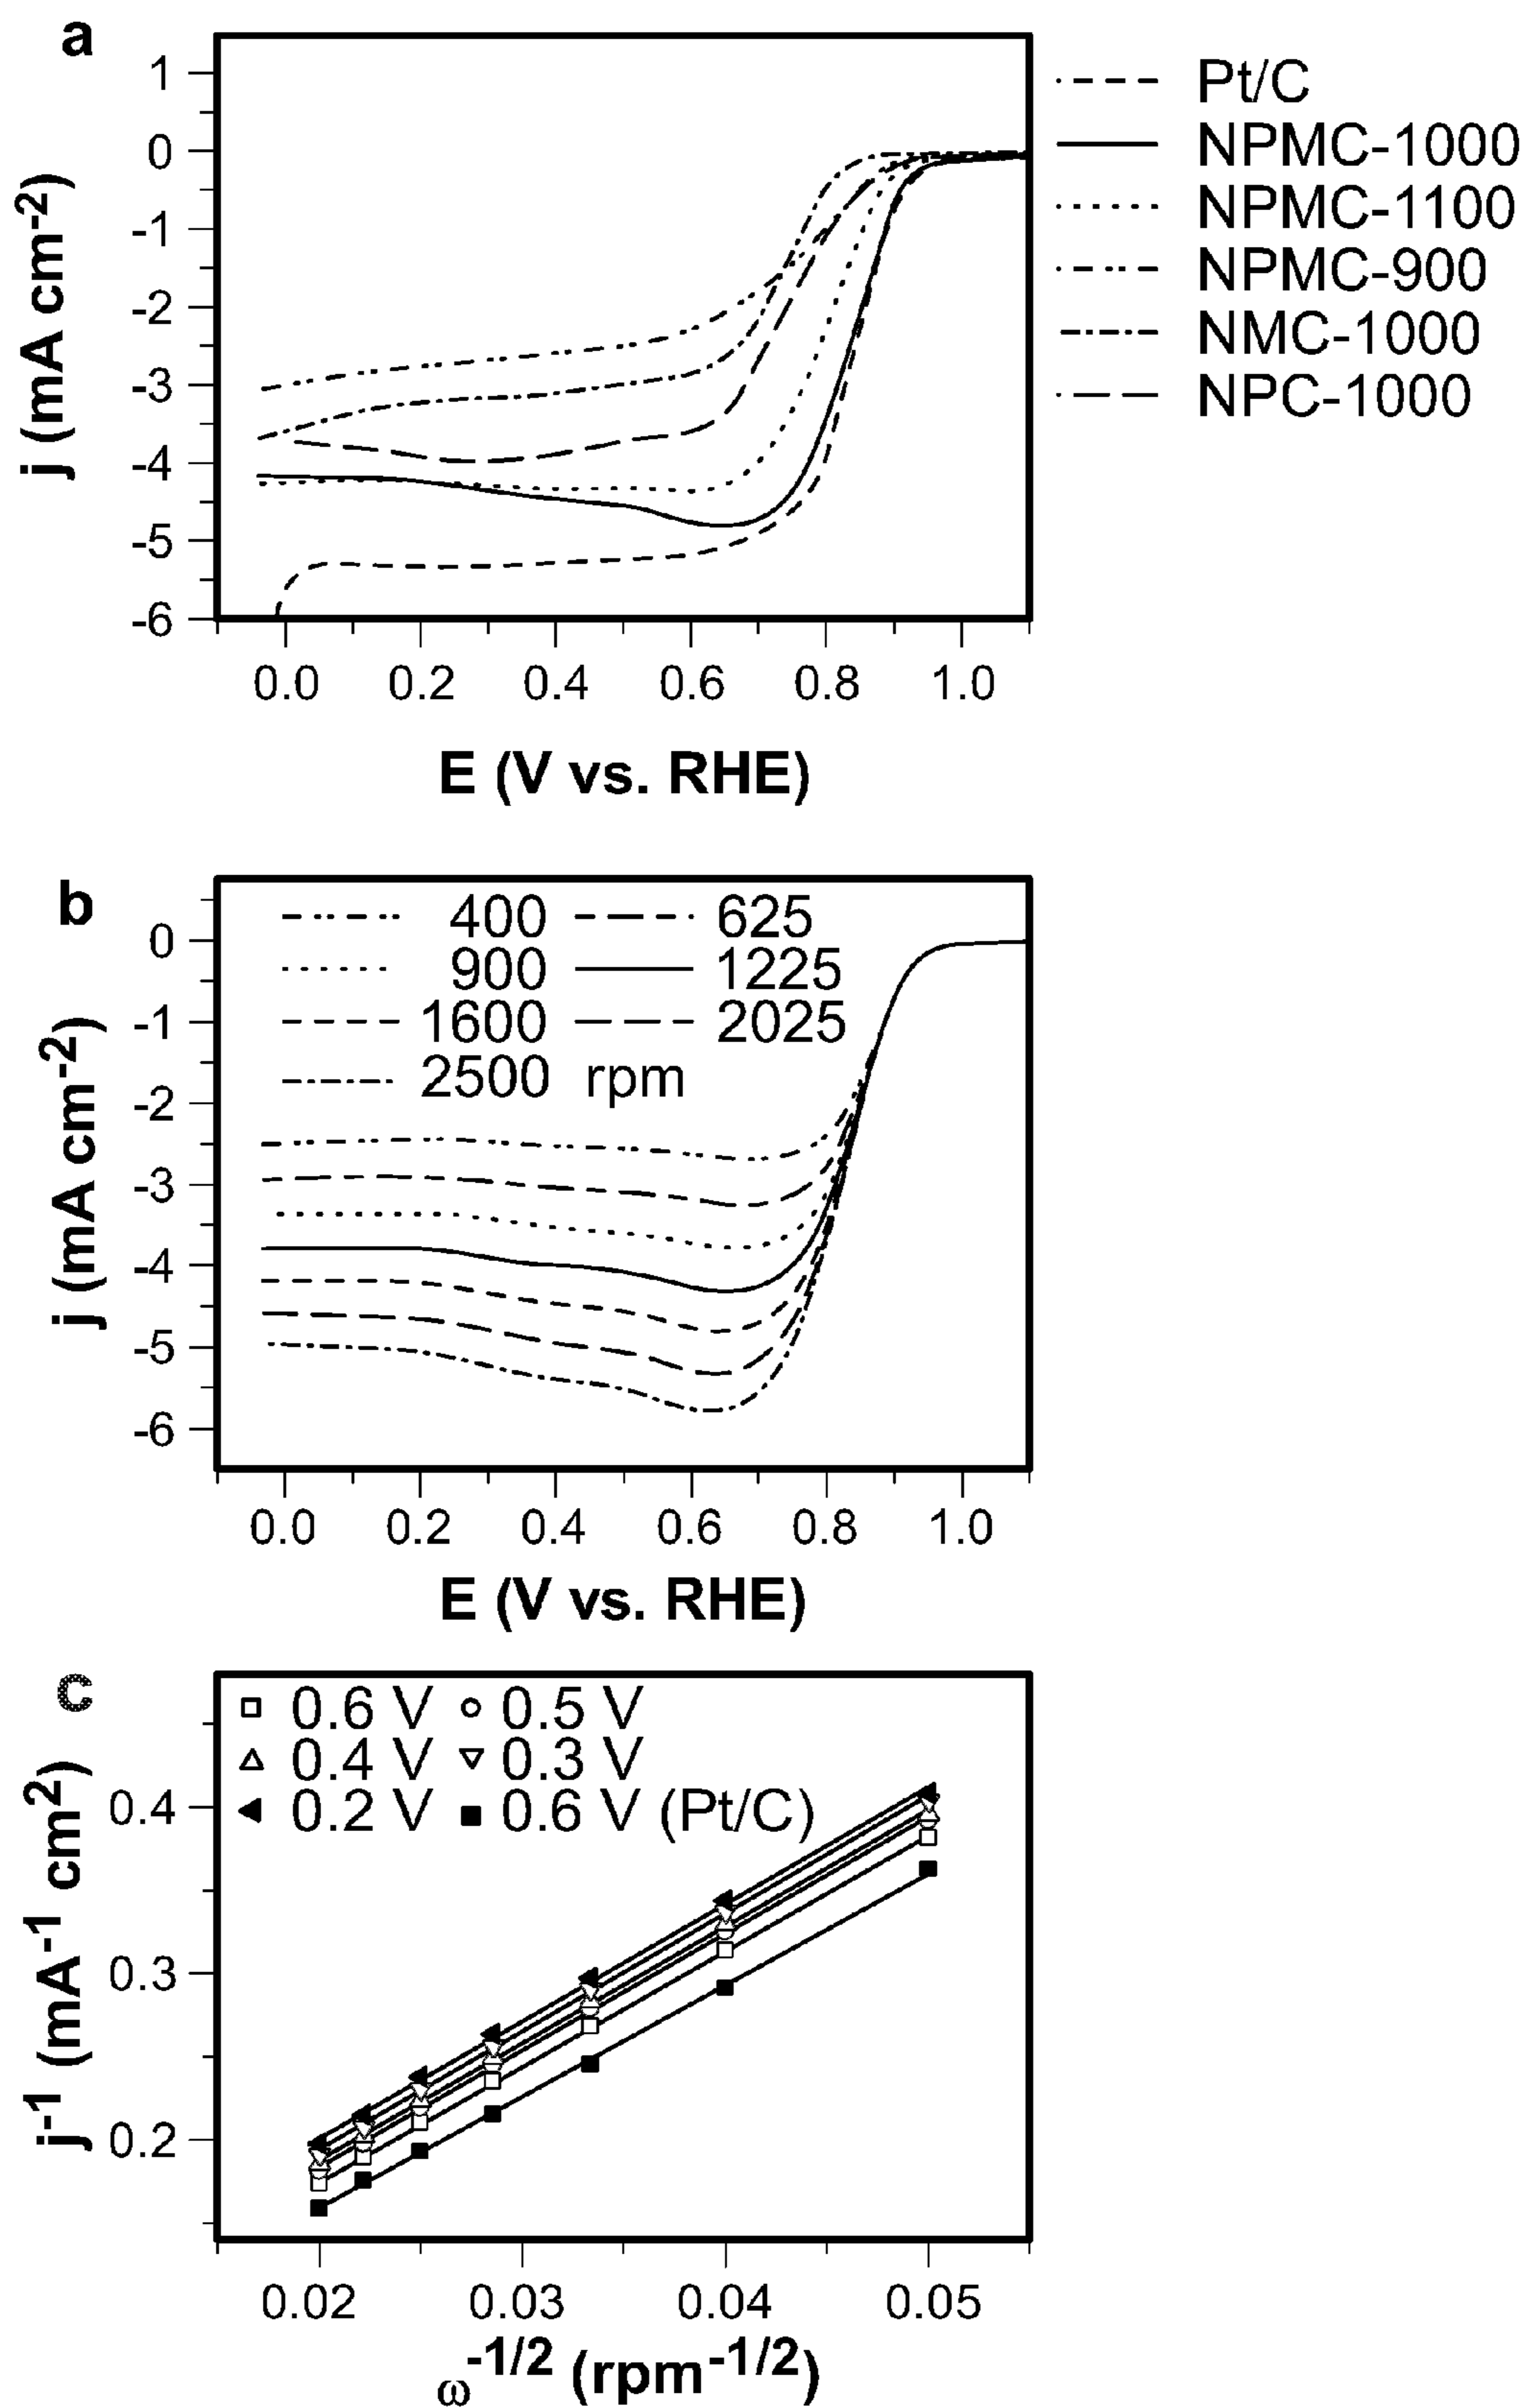 a
j (mA cm-2)
1
0
-1
-2
-3
-4
-5
-6
0.0 0.2 0.4 0.6 0.8 1.0
E (V vs. RHE)
Pt/C
NPMC-1000
NPMC-1100
NPMC-900
NMC-1000
NPC-1000
b
j (mA cm-2)
400 625
900 1225
1600 2025
2500 rpm
0
-1
-2
-3
-4
-5
-6
0.0 0.2 0.4 0.6 0.8 1.0
E (V vs. RHE)
c
j-1 (mA-1 cm2)
0.6 V 0.5 V
0.4 V 0.3 V
0.2 V 0.6 V (Pt/C)
0.4
0.3
0.2
0.02 0.03 0.04 0.05
ω-1/2 (rpm-1/2)